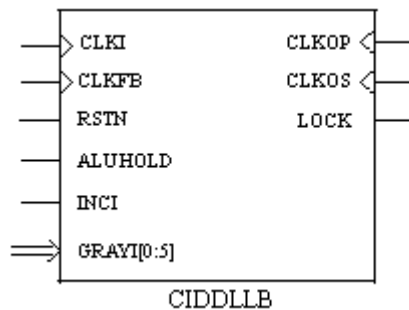 CLKI CLKOP
CLKFB CLKOS
RSTN LOCK
ALUHOLD
INCI
GRAYI[0:5]
CIDDLLB